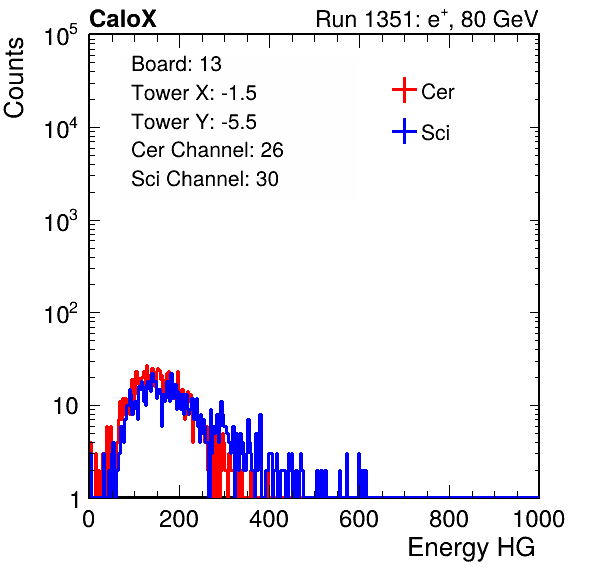 CaloX Run 1351: e⁺, 80 GeV
Counts
10⁵
10⁴
10³
10²
10
1
Board: 13
Tower X: -1.5
Tower Y: -5.5
Cer Channel: 26
Sci Channel: 30
Cer
Sci
0 200 400 600 800 1000
Energy HG